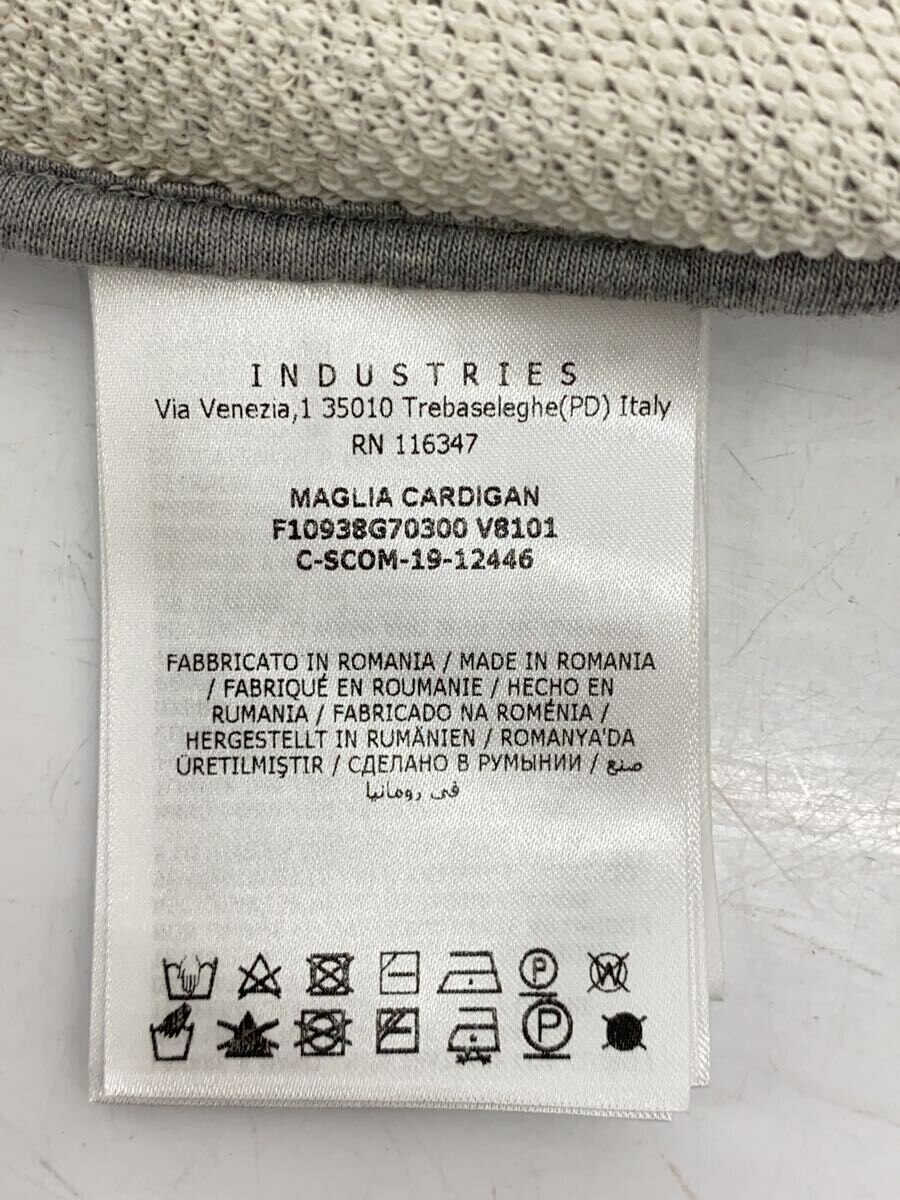 INDUSTRIES
Via Venezia,1 35010 Trebaseleghe(PD) Italy
RN 116347
MAGLIA CARDIGAN
F10938G70300 V8101
C-SCOM-19-12446
FABBRICATO IN ROMANIA / MADE IN ROMANIA
/ FABRIQUÉ EN ROUMANIE / HECHO EN
RUMANIA / FABRICADO NA ROMÉNIA /
HERGESTELLT IN RUMÄNIEN / ROMANYA'DA
ÜRETILMIŞTIR / СДЕЛАНО В РУМЫНИИ / صنع
في رومانيا
P W
P